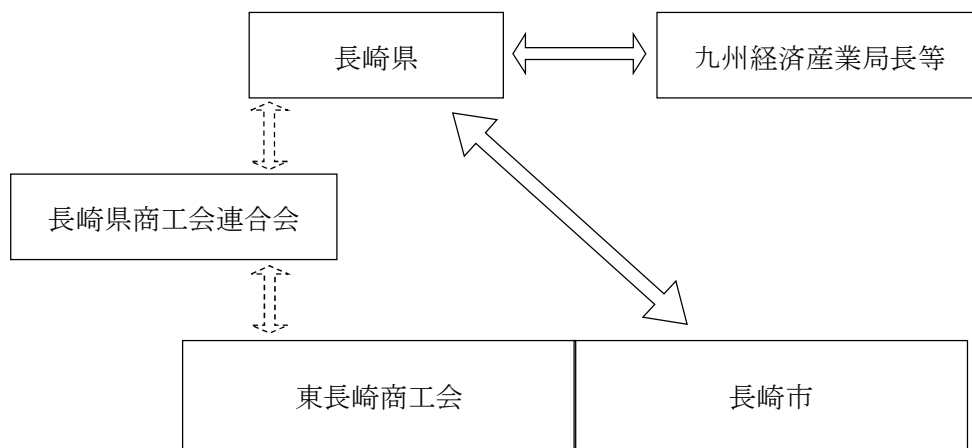 長崎県
九州経済産業局長等
長崎県商工会連合会
東長崎商工会
長崎市